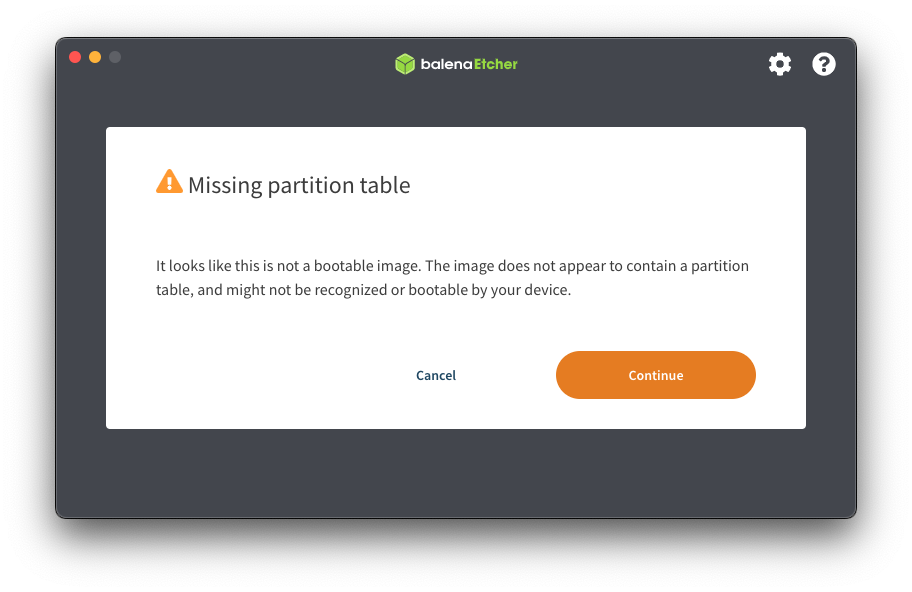 balenaEtcher
Missing partition table
It looks like this is not a bootable image. The image does not appear to contain a partition
table, and might not be recognized or bootable by your device.
Cancel
Continue